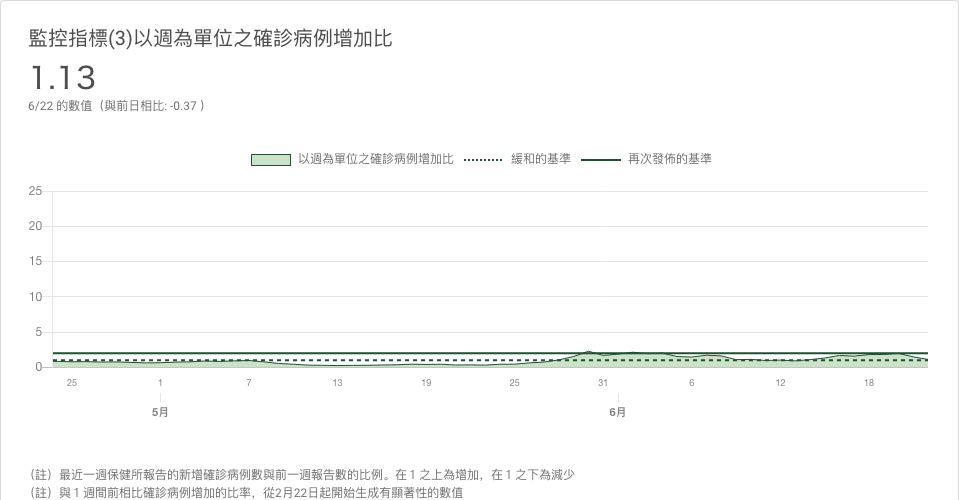 監控指標(3)以週為單位之確診病例增加比
1.13
6/22 的數值（與前日相比: -0.37 ）
以週為單位之確診病例增加比 緩和的基準 再次發佈的基準
25
20
15
10
5
0
25 1 7 13 19 25 31 6 12 18
5月 6月
（註）最近一週保健所報告的新增確診病例數與前一週報告數的比例。在１之上為增加，在１之下為減少
（註）與１週間前相比確診病例增加的比率，從2月22日起開始生成有顯著性的數值